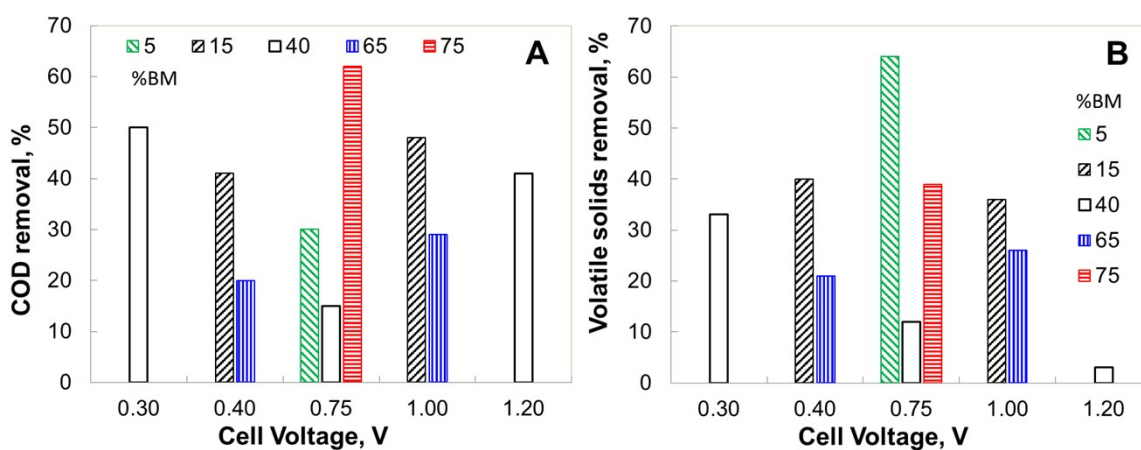 70
60
50
40
30
20
10
0
COD removal, %
5 15 40 65 75
%BM
A
0.30 0.40 0.75 1.00 1.20
Cell Voltage, V
70
60
50
40
30
20
10
0
Volatile solids removal, %
B
%BM
5
15
40
65
75
0.30 0.40 0.75 1.00 1.20
Cell Voltage, V